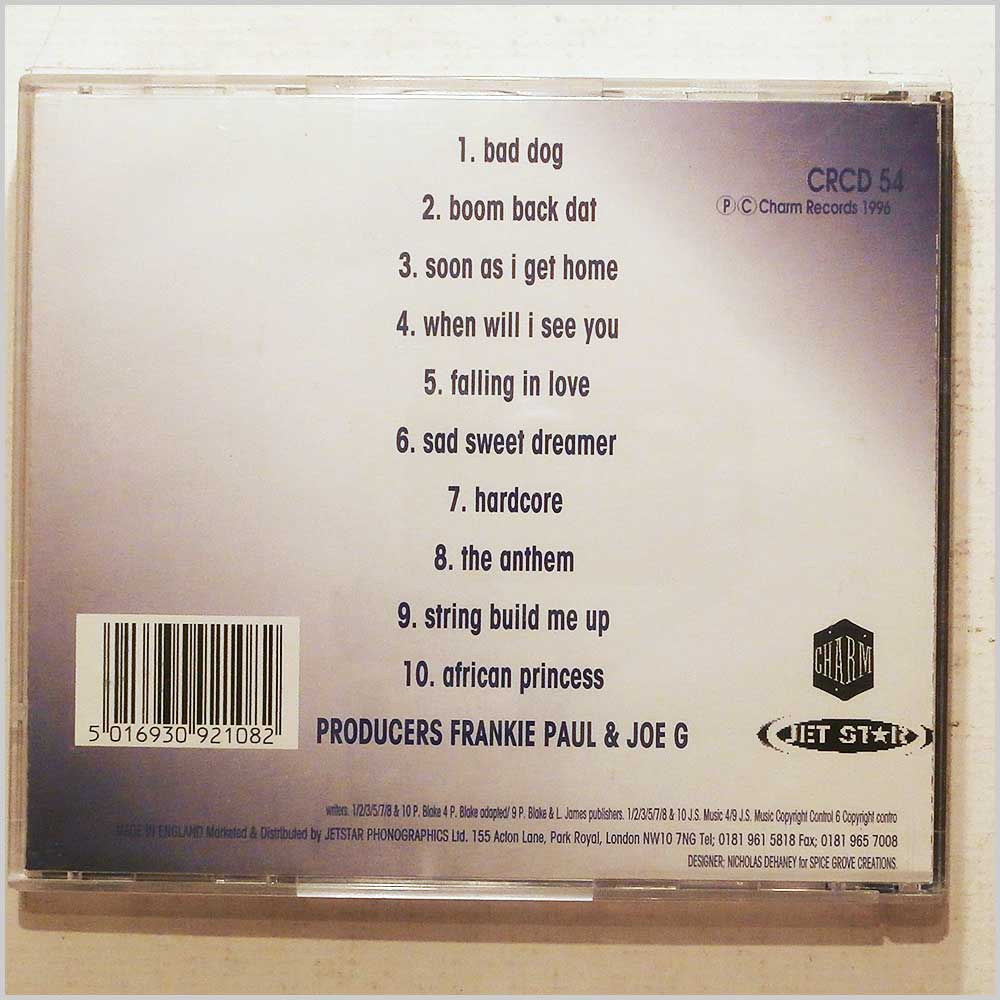 1. bad dog
2. boom back dat
3. soon as i get home
4. when will i see you
5. falling in love
6. sad sweet dreamer
7. hardcore
8. the anthem
9. string build me up
10. african princess
PRODUCERS FRANKIE PAUL & JOE G
CRCD 54
Ⓟ Ⓒ Charm Records 1996
CHARM
JET ST★R
5 016930 921082
writers. 1/2/3/5/7/8 & 10 P. Blake 4 P. Blake adapted/ 9 P. Blake & L. James publishers. 1/2/3/5/7/8 & 10 J.S. Music 4/9 J.S. Music Copyright Control 6 Copyright contro
MADE IN ENGLAND Marketed & Distributed by JETSTAR PHONOGRAPHICS Ltd. 155 Acton Lane, Park Royal, London NW10 7NG Tel; 0181 961 5818 Fax; 0181 965 7008
DESIGNER; NICHOLAS DEHANEY for SPICE GROVE CREATIONS.